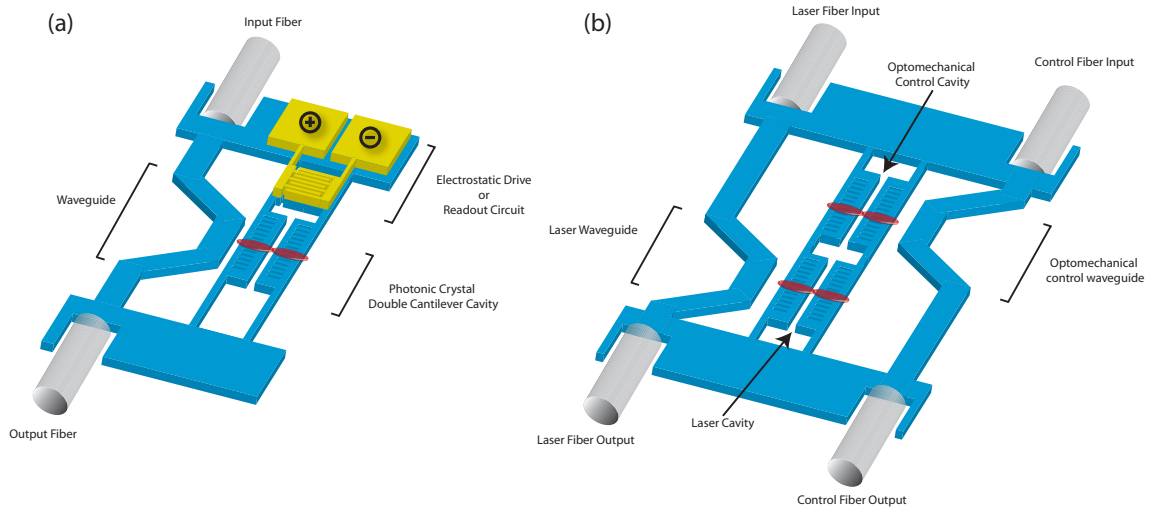 (a)
Input Fiber
Waveguide
+
−
Electrostatic Drive
or
Readout Circuit
Photonic Crystal
Double Cantilever Cavity
Output Fiber
(b)
Laser Fiber Input
Optomechanical
Control Cavity
Control Fiber Input
Laser Waveguide
Optomechanical
control waveguide
Laser Cavity
Laser Fiber Output
Control Fiber Output